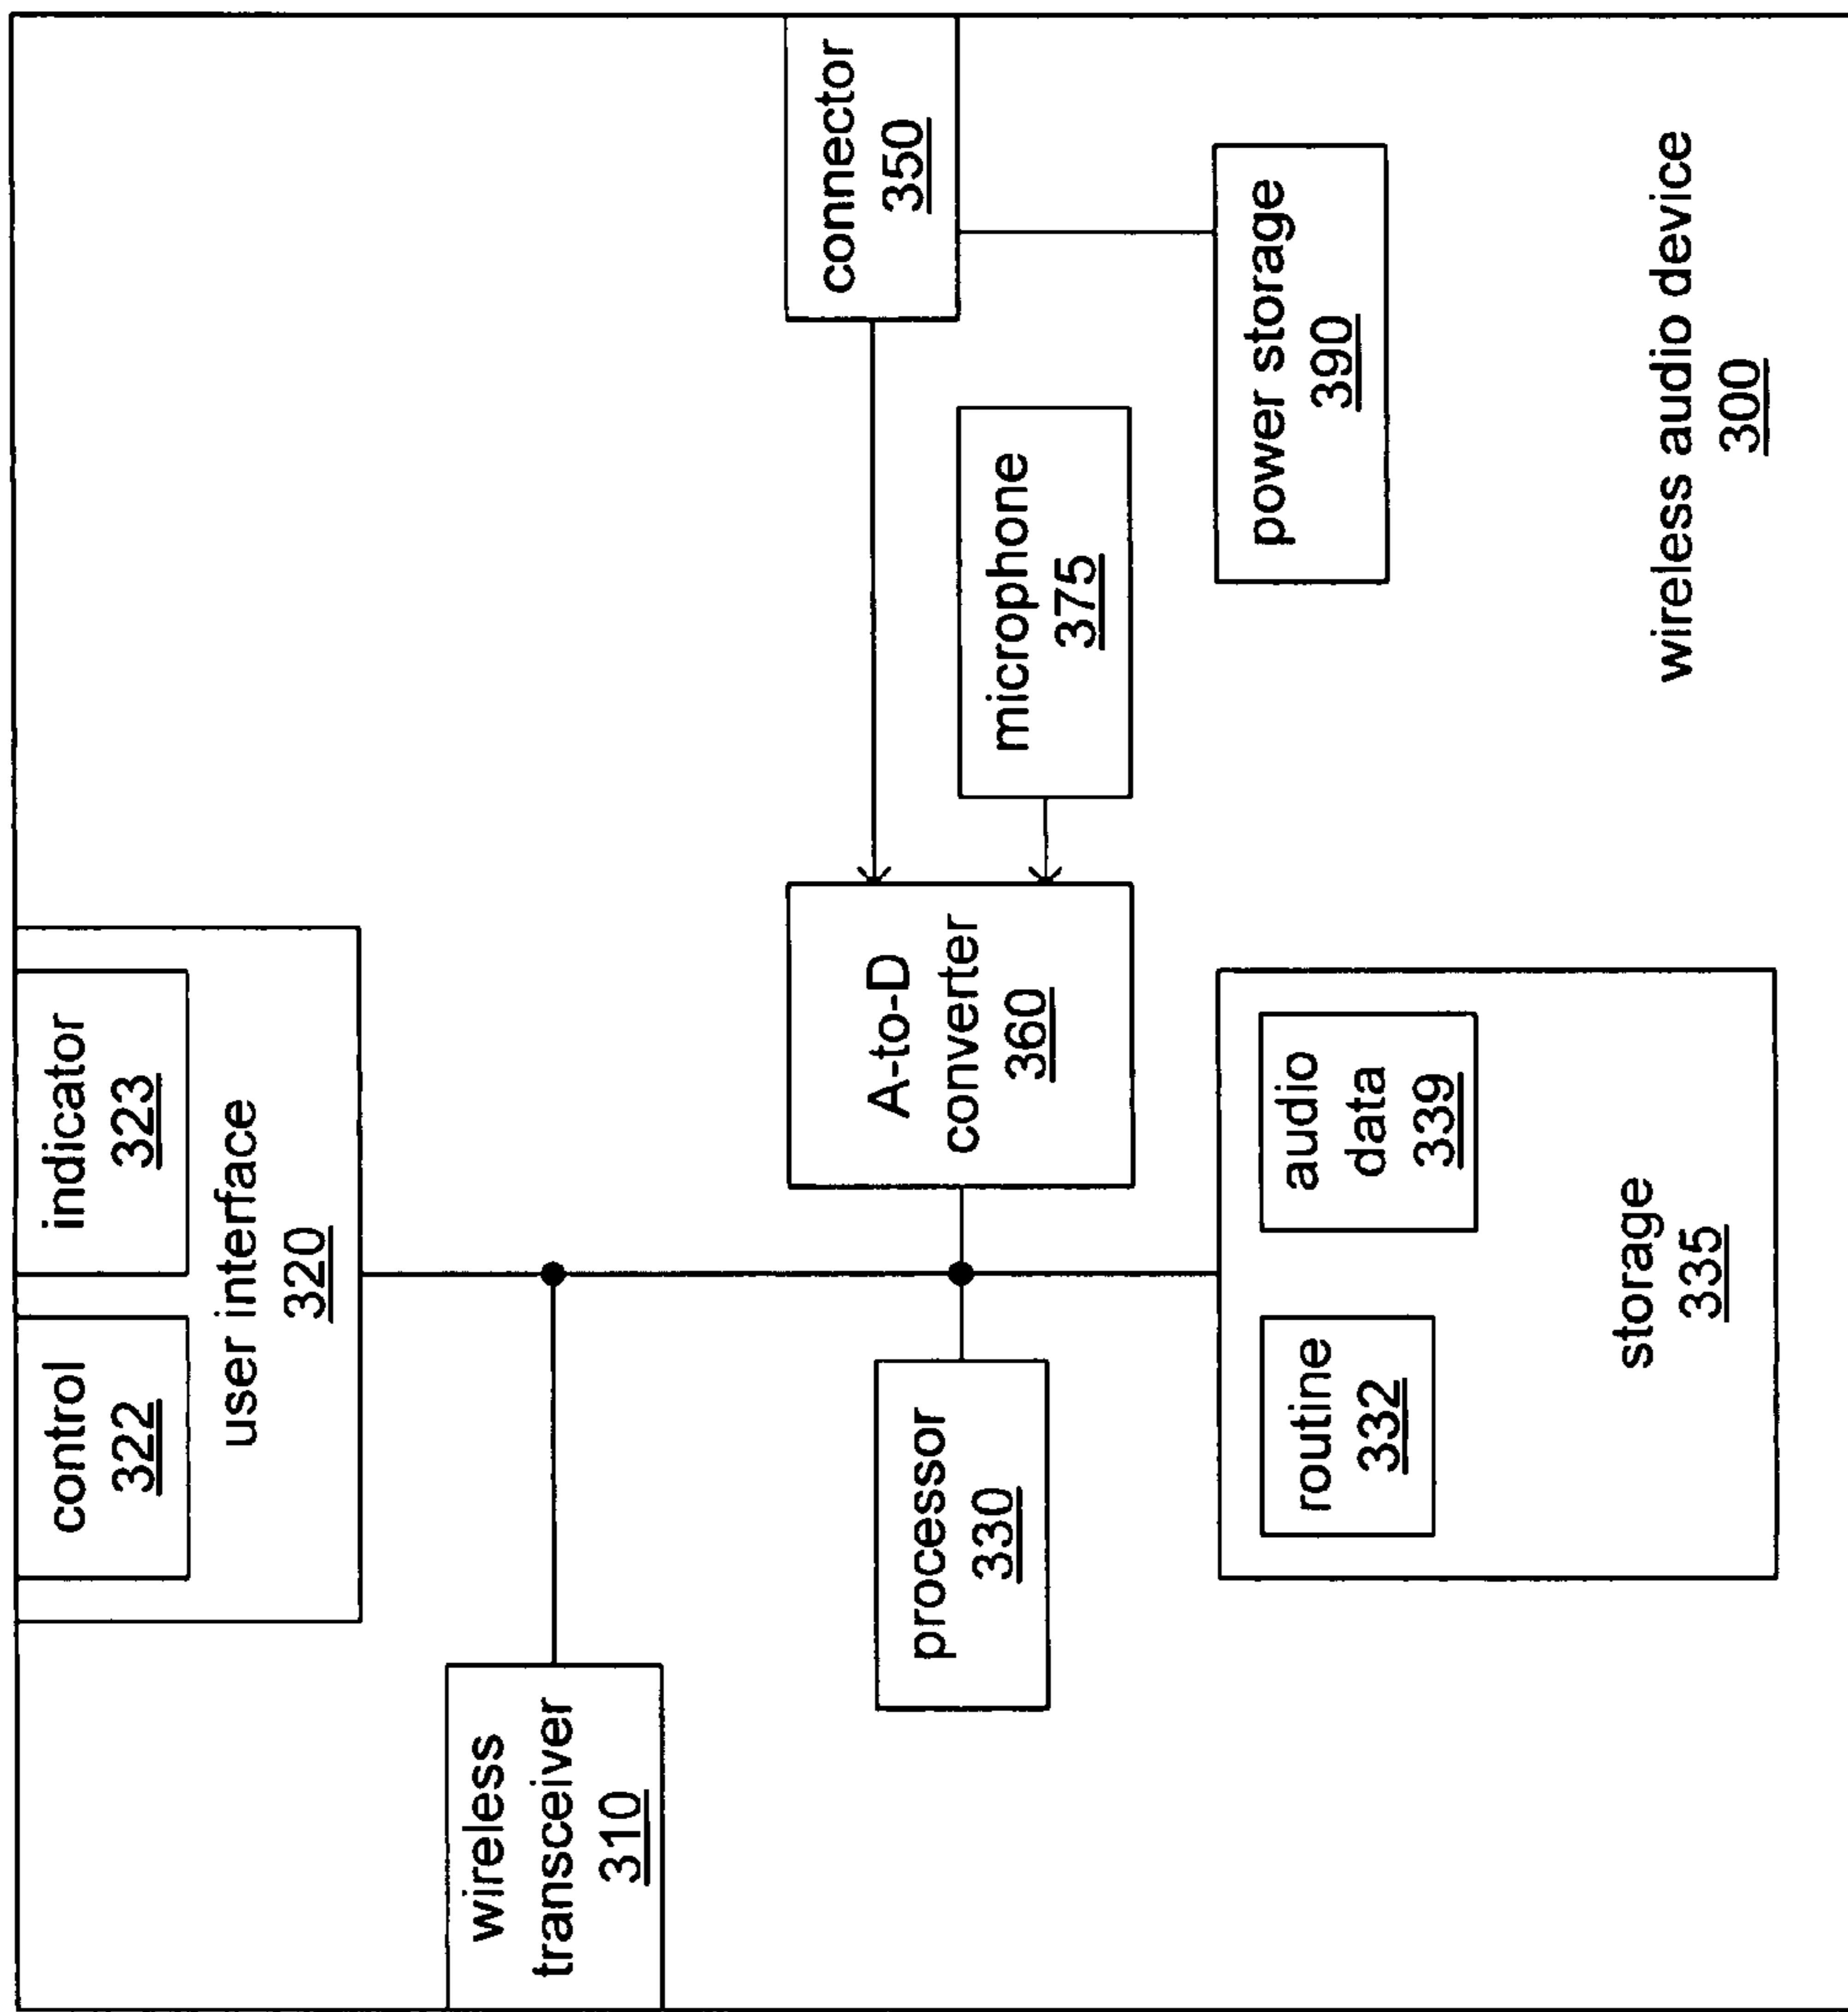 control
322
indicator
323
user interface
320
wireless
transceiver
310
processor
330
A-to-D
converter
360
connector
350
microphone
375
routine
332
audio
data
339
storage
335
power storage
390
wireless audio device
300